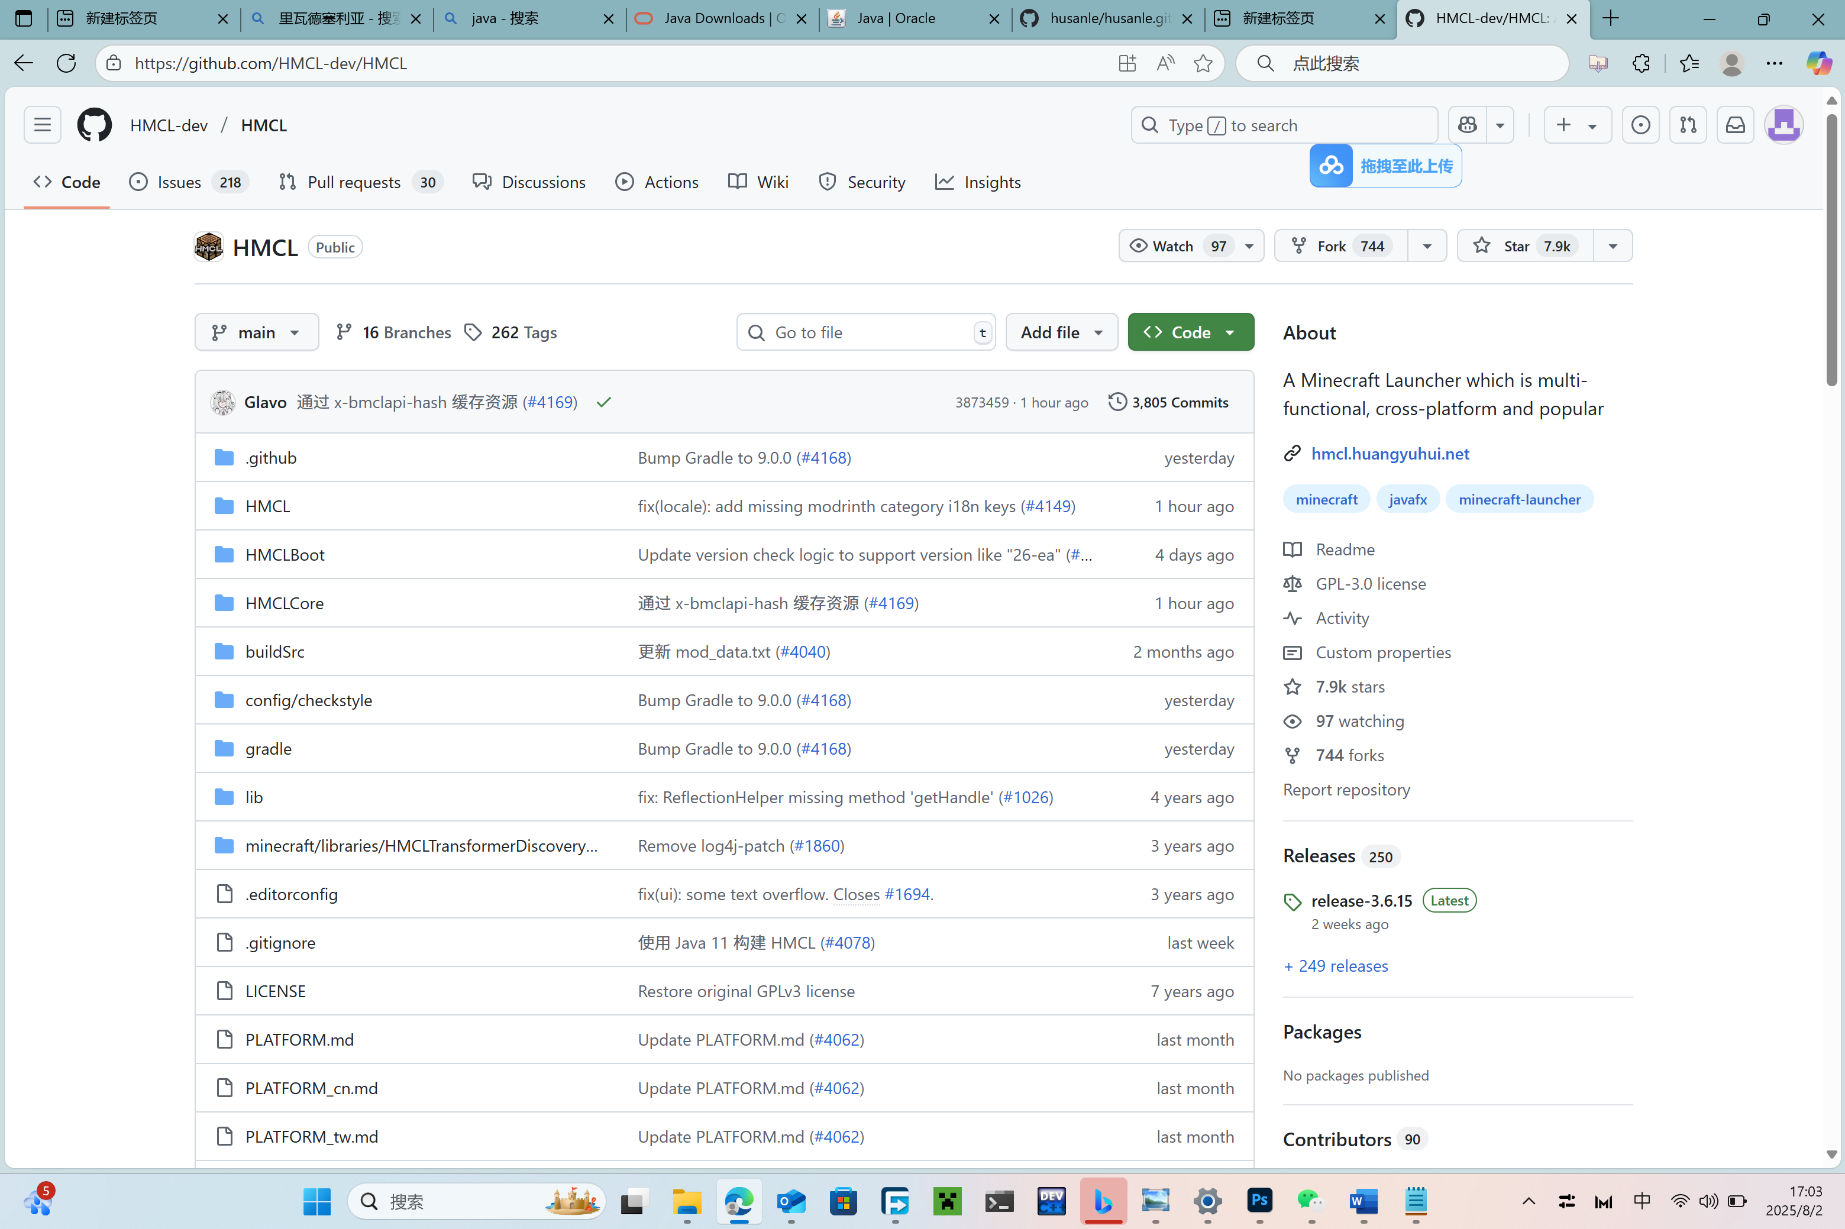 新建标签页
里瓦德塞利亚 - 搜索
java - 搜索
Java Downloads | O
Java | Oracle
husanle/husanle.git
新建标签页
HMCL-dev/HMCL:
https://github.com/HMCL-dev/HMCL
点此搜索
HMCL-dev / HMCL
Type / to search
拖拽至此上传
Code
Issues 218
Pull requests 30
Discussions
Actions
Wiki
Security
Insights
HMCL Public
Watch 97
Fork 744
Star 7.9k
main
16 Branches
262 Tags
Go to file t
Add file
Code
Glavo 通过 x-bmclapi-hash 缓存资源 (#4169)
3873459 · 1 hour ago
3,805 Commits
.github Bump Gradle to 9.0.0 (#4168) yesterday
HMCL fix(locale): add missing modrinth category i18n keys (#4149) 1 hour ago
HMCLBoot Update version check logic to support version like "26-ea" (#... 4 days ago
HMCLCore 通过 x-bmclapi-hash 缓存资源 (#4169) 1 hour ago
buildSrc 更新 mod_data.txt (#4040) 2 months ago
config/checkstyle Bump Gradle to 9.0.0 (#4168) yesterday
gradle Bump Gradle to 9.0.0 (#4168) yesterday
lib fix: ReflectionHelper missing method 'getHandle' (#1026) 4 years ago
minecraft/libraries/HMCLTransformerDiscovery... Remove log4j-patch (#1860) 3 years ago
.editorconfig fix(ui): some text overflow. Closes #1694. 3 years ago
.gitignore 使用 Java 11 构建 HMCL (#4078) last week
LICENSE Restore original GPLv3 license 7 years ago
PLATFORM.md Update PLATFORM.md (#4062) last month
PLATFORM_cn.md Update PLATFORM.md (#4062) last month
PLATFORM_tw.md Update PLATFORM.md (#4062) last month
About
A Minecraft Launcher which is multi-
functional, cross-platform and popular
hmcl.huangyuhui.net
minecraft javafx minecraft-launcher
Readme
GPL-3.0 license
Activity
Custom properties
7.9k stars
97 watching
744 forks
Report repository
Releases 250
release-3.6.15 Latest
2 weeks ago
+ 249 releases
Packages
No packages published
Contributors 90
5
搜索
DEV
C++
Ps
中
17:03
2025/8/2